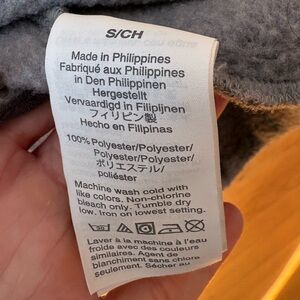 S/CH
Made in Philippines
Fabriqué aux Philippines
in Den Philippinen
Hergestellt
Vervaardigd in Filipijnen
フィリピン製
Hecho en Filipinas
100% Polyester/Polyester/
Polyester/Polyester/
ポリエステル/
poliéster
Machine wash cold with
like colors. Non-chlorine
bleach only. Tumble dry
low. Iron on lowest setting.
Laver à la machine à l'eau
froide avec des couleurs
similaires. Agent de
blanchiment sans chlore
seulement. Sécher au